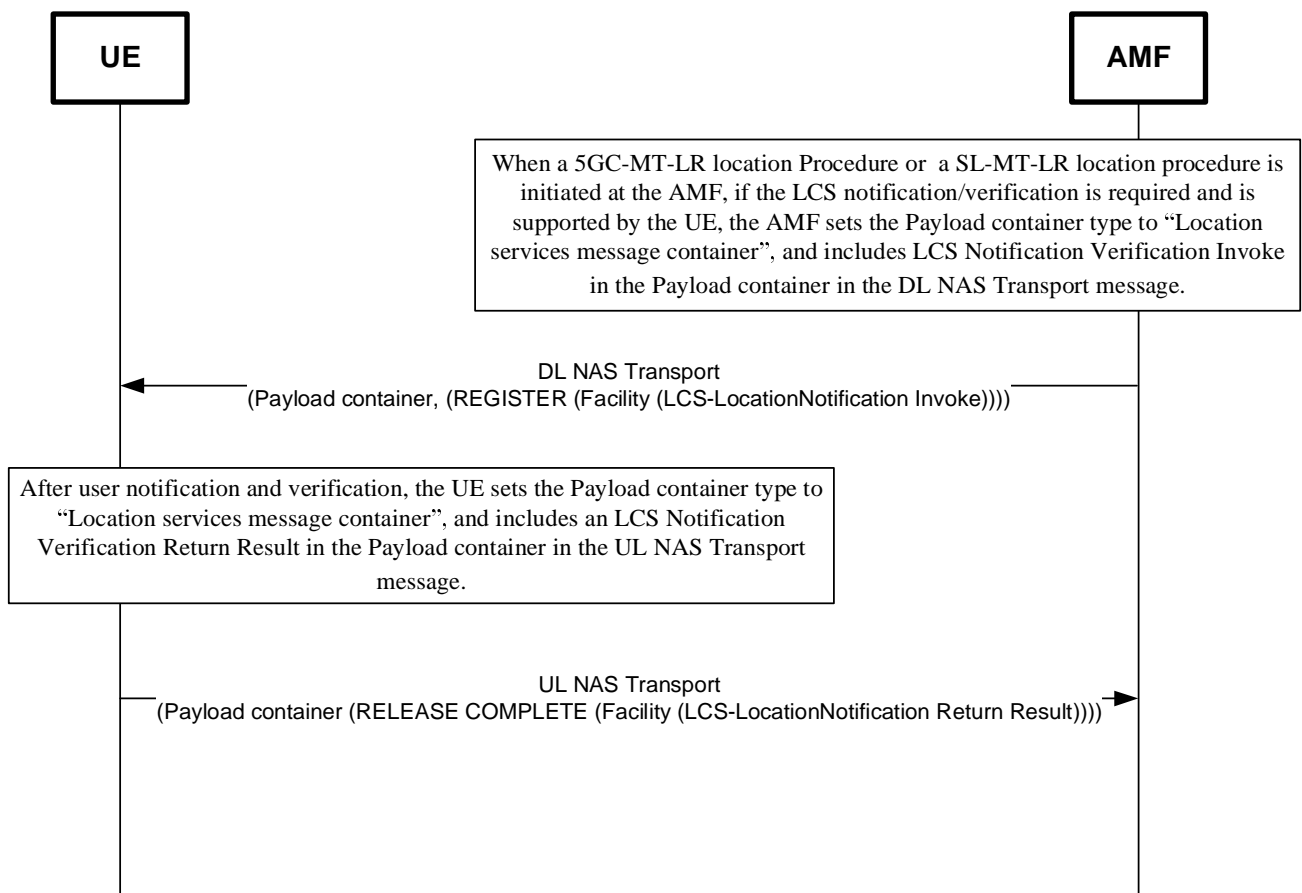 UE
AMF
When a 5GC-MT-LR location Procedure or a SL-MT-LR location procedure is
initiated at the AMF, if the LCS notification/verification is required and is
supported by the UE, the AMF sets the Payload container type to “Location
services message container”, and includes LCS Notification Verification Invoke
in the Payload container in the DL NAS Transport message.
DL NAS Transport
(Payload container, (REGISTER (Facility (LCS-LocationNotification Invoke))))
After user notification and verification, the UE sets the Payload container type to
“Location services message container”, and includes an LCS Notification
Verification Return Result in the Payload container in the UL NAS Transport
message.
UL NAS Transport
(Payload container (RELEASE COMPLETE (Facility (LCS-LocationNotification Return Result))))